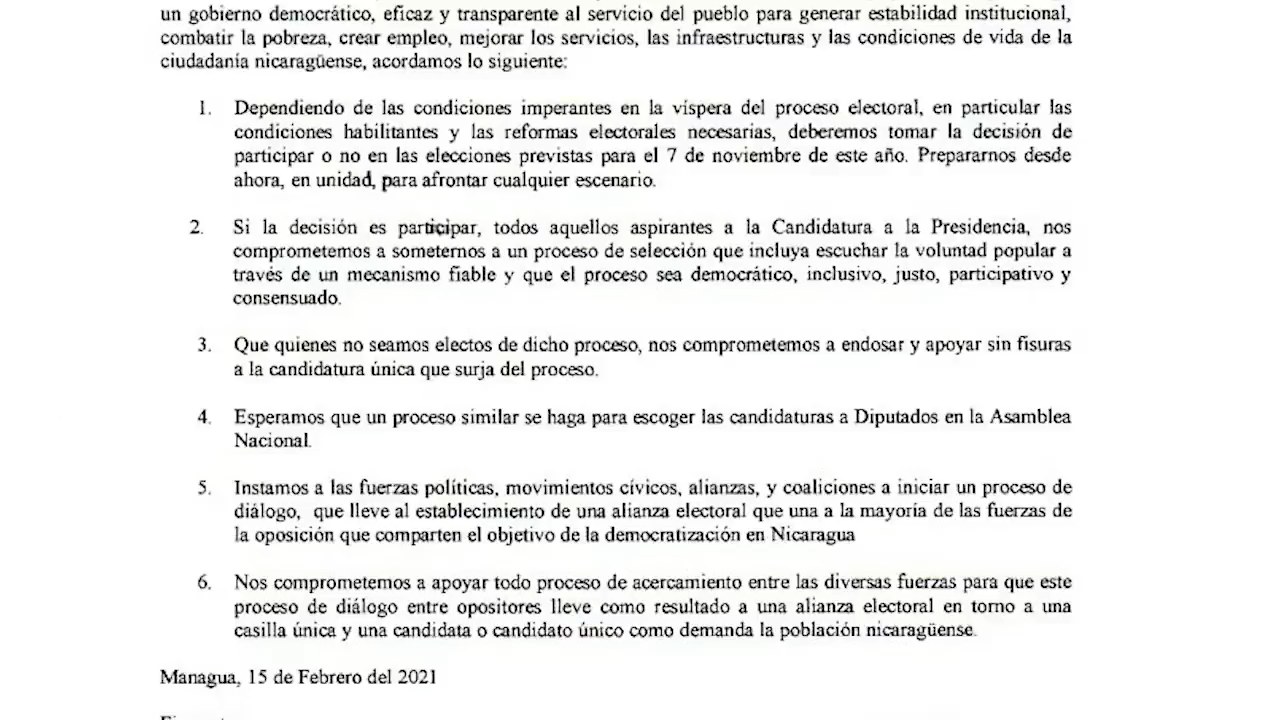 un gobierno democrático, eficaz y transparente al servicio del pueblo para generar estabilidad institucional,
combatir la pobreza, crear empleo, mejorar los servicios, las infraestructuras y las condiciones de vida de la
ciudadanía nicaragüense, acordamos lo siguiente:
1. Dependiendo de las condiciones imperantes en la víspera del proceso electoral, en particular las
condiciones habilitantes y las reformas electorales necesarias, deberemos tomar la decisión de
participar o no en las elecciones previstas para el 7 de noviembre de este año. Prepararnos desde
ahora, en unidad, para afrontar cualquier escenario.
2. Si la decisión es participar, todos aquellos aspirantes a la Candidatura a la Presidencia, nos
comprometemos a someternos a un proceso de selección que incluya escuchar la voluntad popular a
través de un mecanismo fiable y que el proceso sea democrático, inclusivo, justo, participativo y
consensuado.
3. Que quienes no seamos electos de dicho proceso, nos comprometemos a endosar y apoyar sin fisuras
a la candidatura única que surja del proceso.
4. Esperamos que un proceso similar se haga para escoger las candidaturas a Diputados en la Asamblea
Nacional.
5. Instamos a las fuerzas políticas, movimientos cívicos, alianzas, y coaliciones a iniciar un proceso de
diálogo, que lleve al establecimiento de una alianza electoral que una a la mayoría de las fuerzas de
la oposición que comparten el objetivo de la democratización en Nicaragua
6. Nos comprometemos a apoyar todo proceso de acercamiento entre las diversas fuerzas para que este
proceso de diálogo entre opositores lleve como resultado a una alianza electoral en torno a una
casilla única y una candidata o candidato único como demanda la población nicaragüense.
Managua, 15 de Febrero del 2021